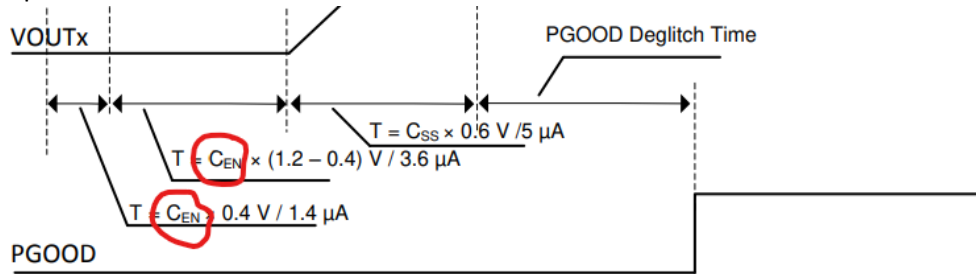 VOUTx
PGOOD Deglitch Time
T = CSS × 0.6 V /5 µA
T = CEN × (1.2 – 0.4) V / 3.6 µA
T = CEN × 0.4 V / 1.4 µA
PGOOD